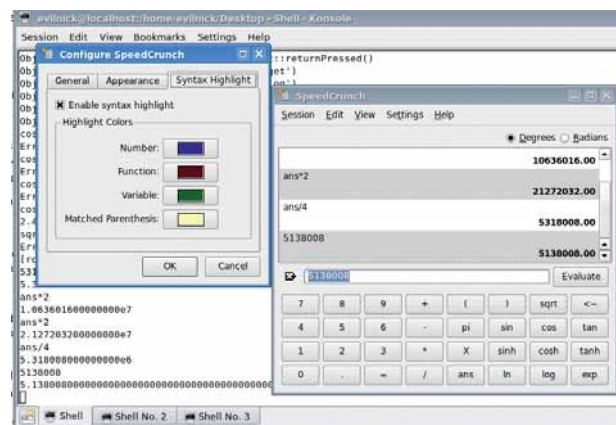 evilnick@localhost:/home/evilnick/Desktop - Shell - Konsole
Session Edit View Bookmarks Settings Help
::returnPressed()
Configure SpeedCrunch
General Appearance Syntax Highlight
Enable syntax highlight
Highlight Colors
Number:
Function:
Variable:
Matched Parenthesis:
OK Cancel
ans*2
1.063601600000000e7
ans*2
2.127203200000000e7
ans/4
5.318008000000000e6
5138008
SpeedCrunch
Session Edit View Settings Help
Degrees Radians
10636016.00
ans*2
21272032.00
ans/4
5318008.00
5138008
5138008.00
5138008 Evaluate
7 8 9 + ( ) sqrt <-
4 5 6 - pi sin cos tan
1 2 3 * X sinh cosh tanh
0 . = / ans ln log exp
Shell Shell No. 2 Shell No. 3